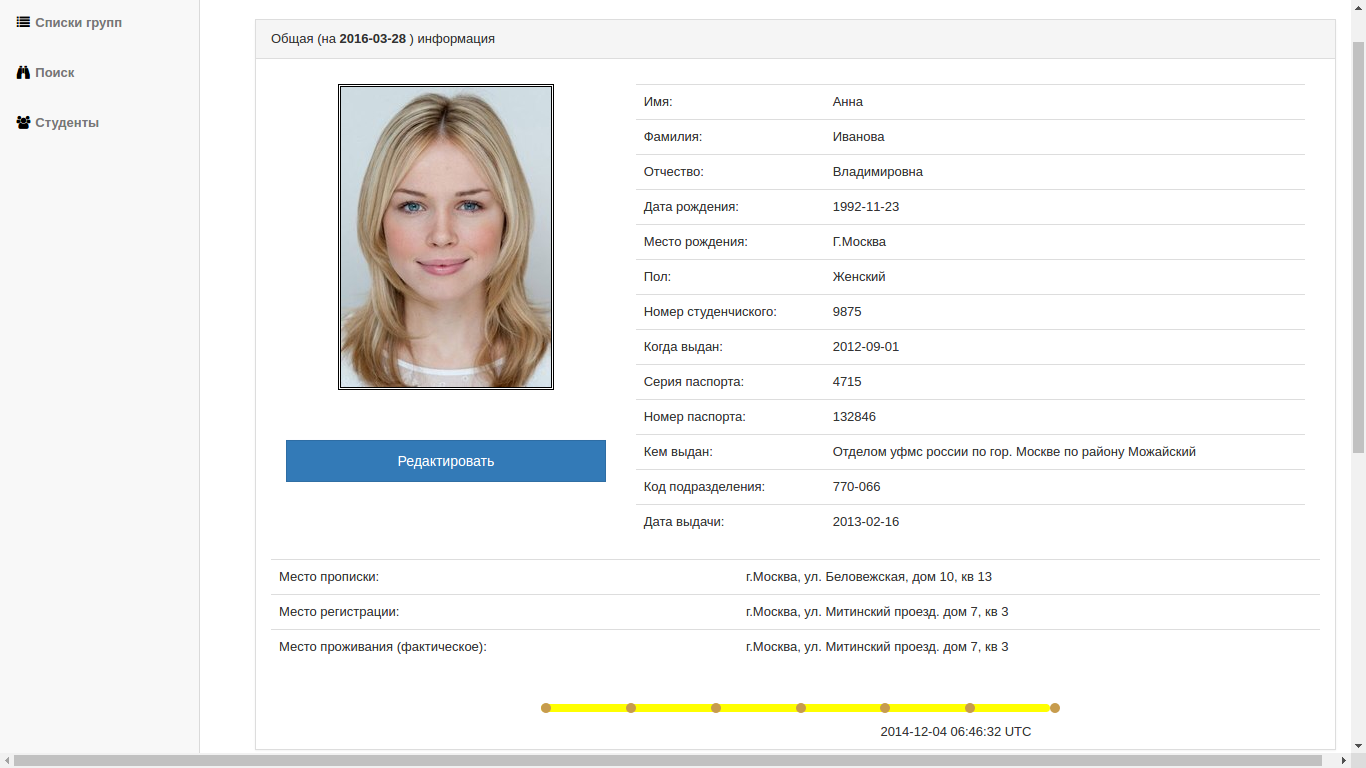 Списки групп
Поиск
Студенты
Общая (на 2016-03-28 ) информация
Имя: Анна
Фамилия: Иванова
Отчество: Владимировна
Дата рождения: 1992-11-23
Место рождения: Г.Москва
Пол: Женский
Номер студенчиского: 9875
Когда выдан: 2012-09-01
Серия паспорта: 4715
Номер паспорта: 132846
Кем выдан: Отделом уфмс россии по гор. Москве по району Можайский
Код подразделения: 770-066
Дата выдачи: 2013-02-16
Редактировать
Место прописки: г.Москва, ул. Беловежская, дом 10, кв 13
Место регистрации: г.Москва, ул. Митинский проезд. дом 7, кв 3
Место проживания (фактическое): г.Москва, ул. Митинский проезд. дом 7, кв 3
2014-12-04 06:46:32 UTC